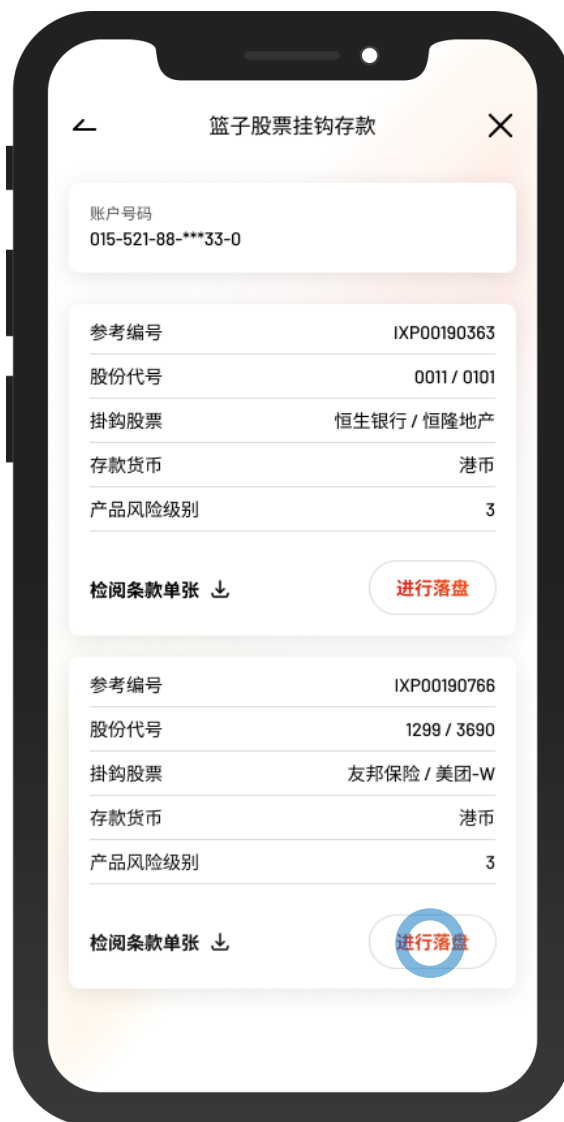 篮子股票挂钩存款
账户号码
015-521-88-***33-0
参考编号 IXP00190363
股份代号 0011 / 0101
掛鈎股票 恒生银行 / 恒隆地产
存款货币 港币
产品风险级别 3
检阅条款单张 进行落盘
参考编号 IXP00190766
股份代号 1299 / 3690
掛鈎股票 友邦保险 / 美团-W
存款货币 港币
产品风险级别 3
检阅条款单张 进行落盘